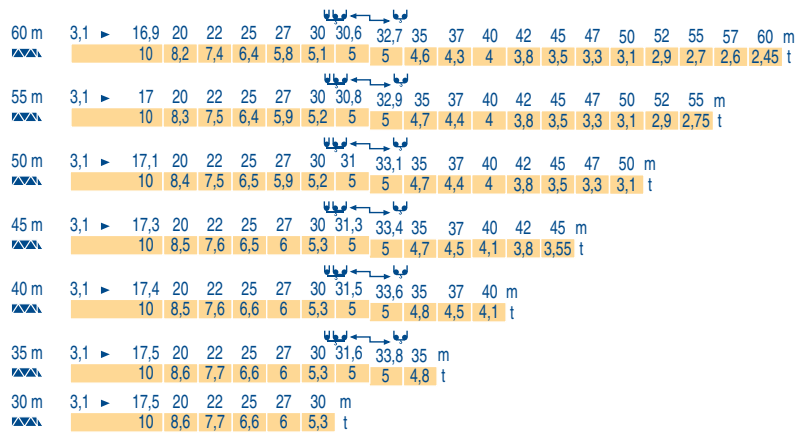 60 m 3,1 ► 16,9 20 22 25 27 30 30,6 32,7 35 37 40 42 45 47 50 52 55 57 60 m
10 8,2 7,4 6,4 5,8 5,1 5 5 4,6 4,3 4 3,8 3,5 3,3 3,1 2,9 2,7 2,6 2,45 t
55 m 3,1 ► 17 20 22 25 27 30 30,8 32,9 35 37 40 42 45 47 50 52 55 m
10 8,3 7,5 6,4 5,9 5,2 5 5 4,7 4,4 4 3,8 3,5 3,3 3,1 2,9 2,75 t
50 m 3,1 ► 17,1 20 22 25 27 30 31 33,1 35 37 40 42 45 47 50 m
10 8,4 7,5 6,5 5,9 5,2 5 5 4,7 4,4 4 3,8 3,5 3,3 3,1 t
45 m 3,1 ► 17,3 20 22 25 27 30 31,3 33,4 35 37 40 42 45 m
10 8,5 7,6 6,5 6 5,3 5 5 4,7 4,5 4,1 3,8 3,55 t
40 m 3,1 ► 17,4 20 22 25 27 30 31,5 33,6 35 37 40 m
10 8,5 7,6 6,6 6 5,3 5 5 4,8 4,5 4,1 t
35 m 3,1 ► 17,5 20 22 25 27 30 31,6 33,8 35 m
10 8,6 7,7 6,6 6 5,3 5 5 4,8 t
30 m 3,1 ► 17,5 20 22 25 27 30 m
10 8,6 7,7 6,6 6 5,3 t